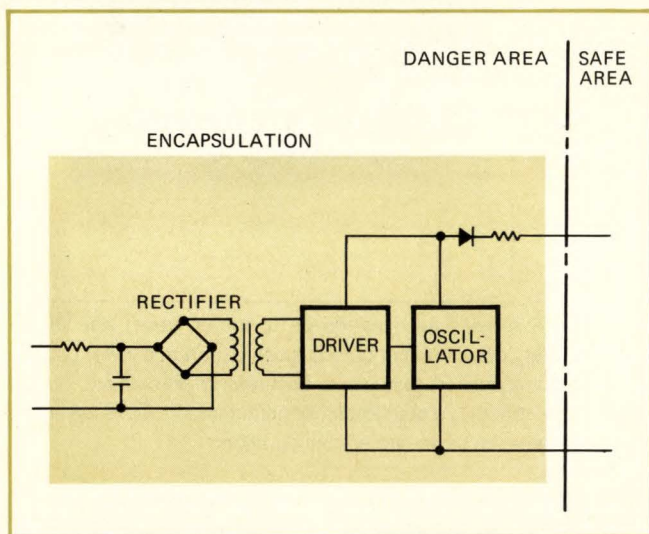 DANGER AREA
SAFE
AREA
ENCAPSULATION
RECTIFIER
DRIVER
OSCIL-
LATOR